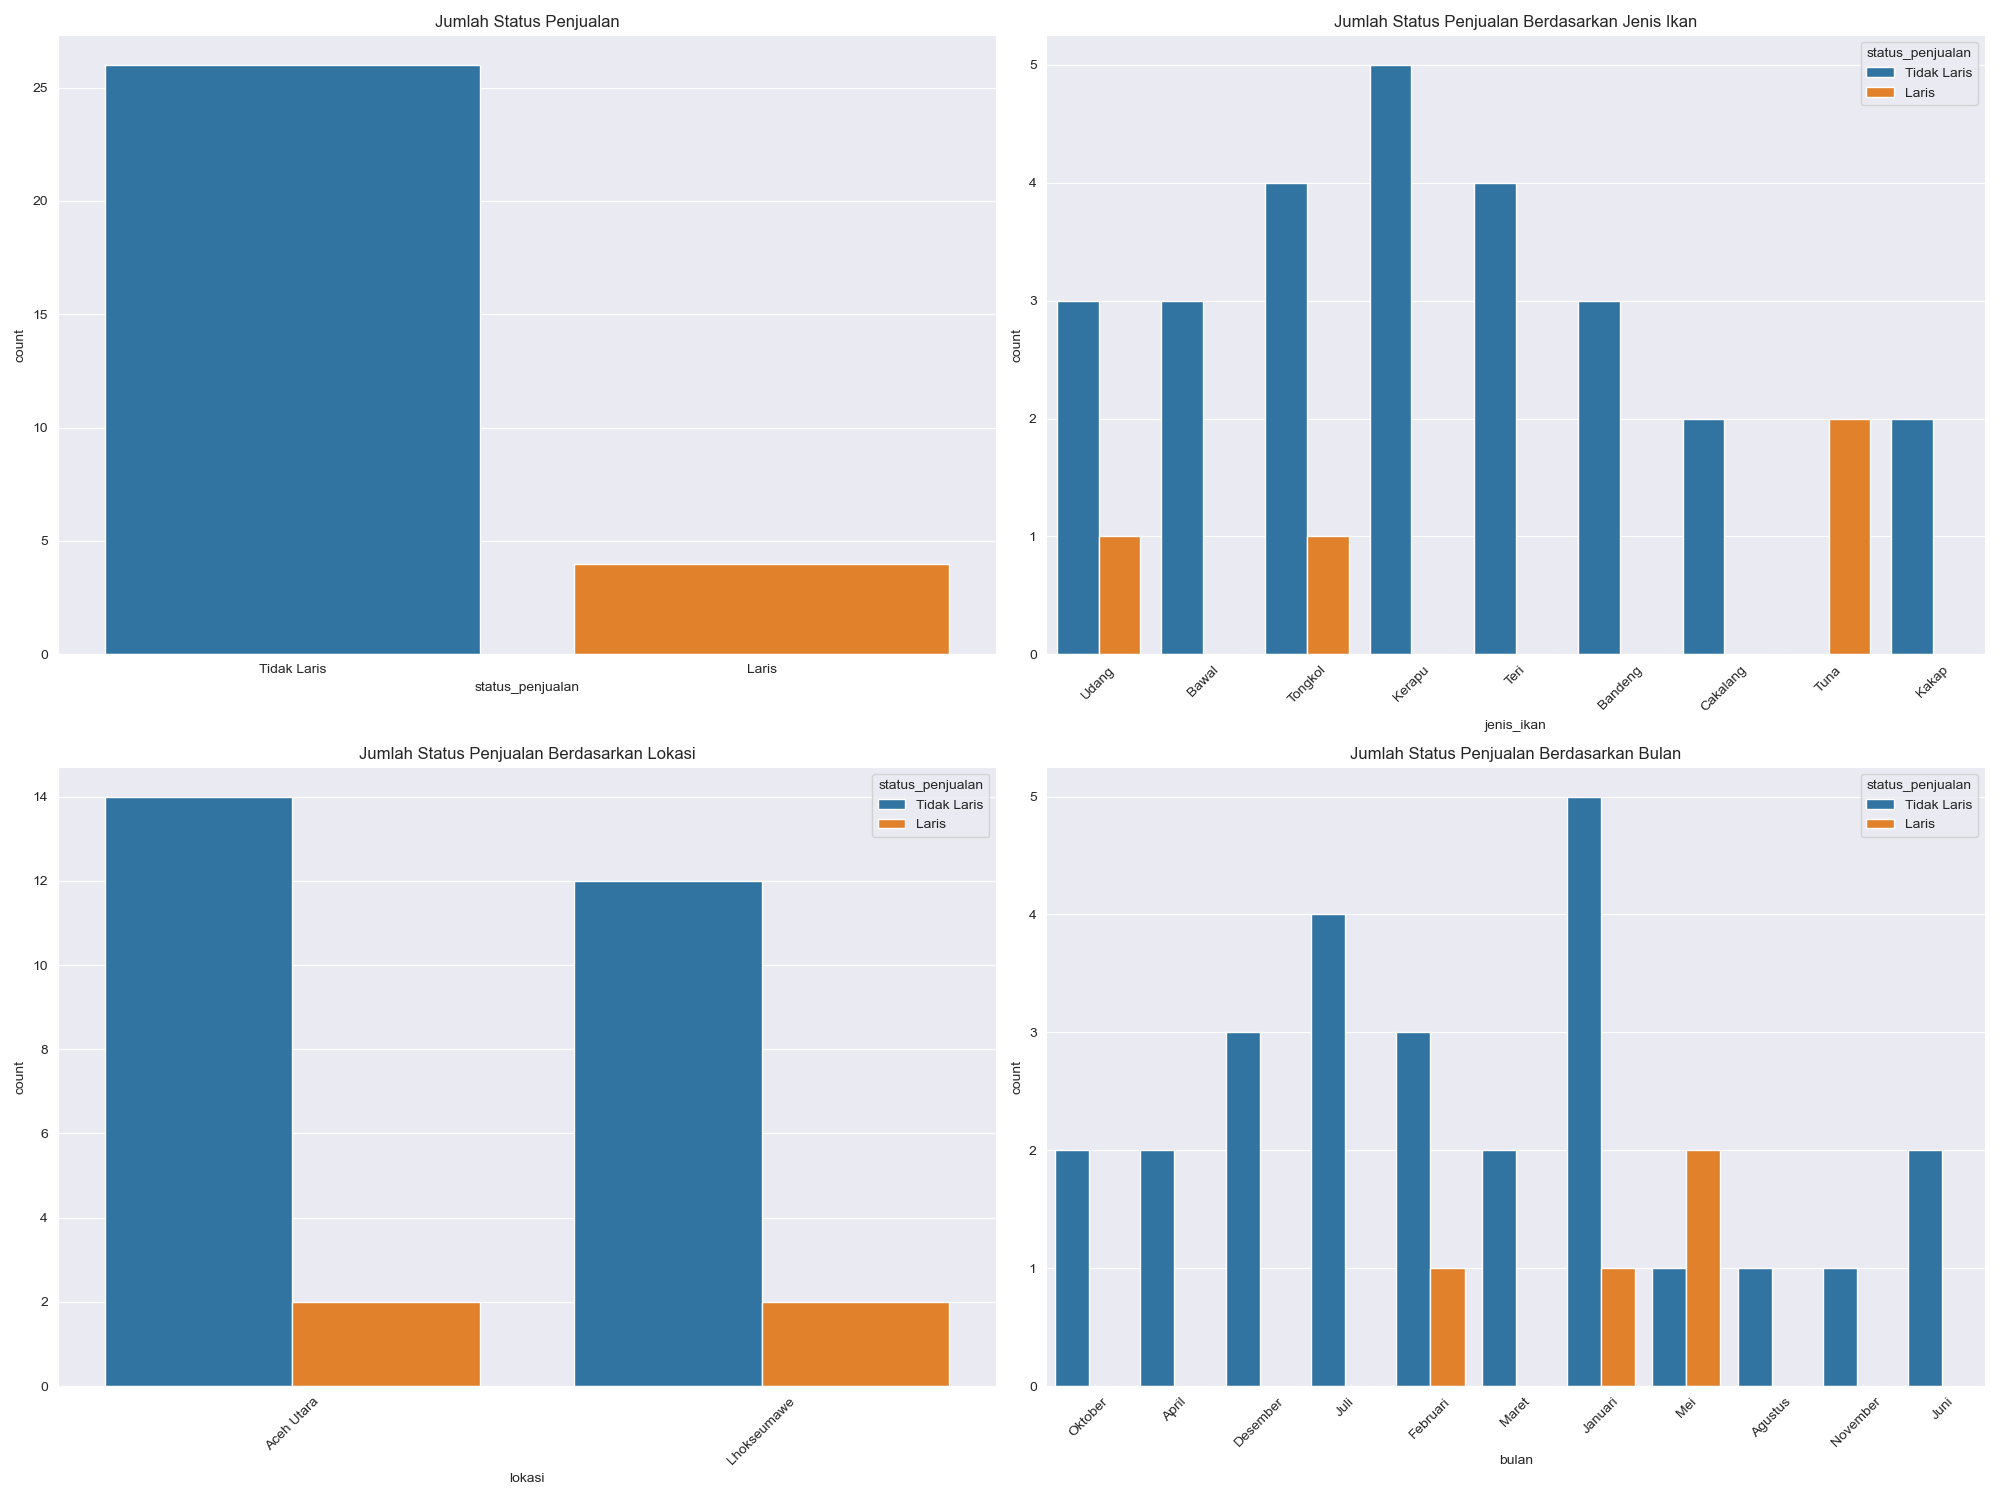 Jumlah Status Penjualan
25
20
15
10
5
0
count
Tidak Laris
Laris
status_penjualan
Jumlah Status Penjualan Berdasarkan Jenis Ikan
status_penjualan
Tidak Laris
Laris
5
4
3
2
1
0
count
Udang
Bawal
Tongkol
Kerapu
Teri
Bandeng
Cakalang
Tuna
Kakap
jenis_ikan
Jumlah Status Penjualan Berdasarkan Lokasi
status_penjualan
Tidak Laris
Laris
14
12
10
8
6
4
2
0
count
Aceh Utara
Lhokseumawe
lokasi
Jumlah Status Penjualan Berdasarkan Bulan
status_penjualan
Tidak Laris
Laris
5
4
3
2
1
0
count
Oktober
April
Desember
Juli
Februari
Maret
Januari
Mei
Agustus
November
Juni
bulan